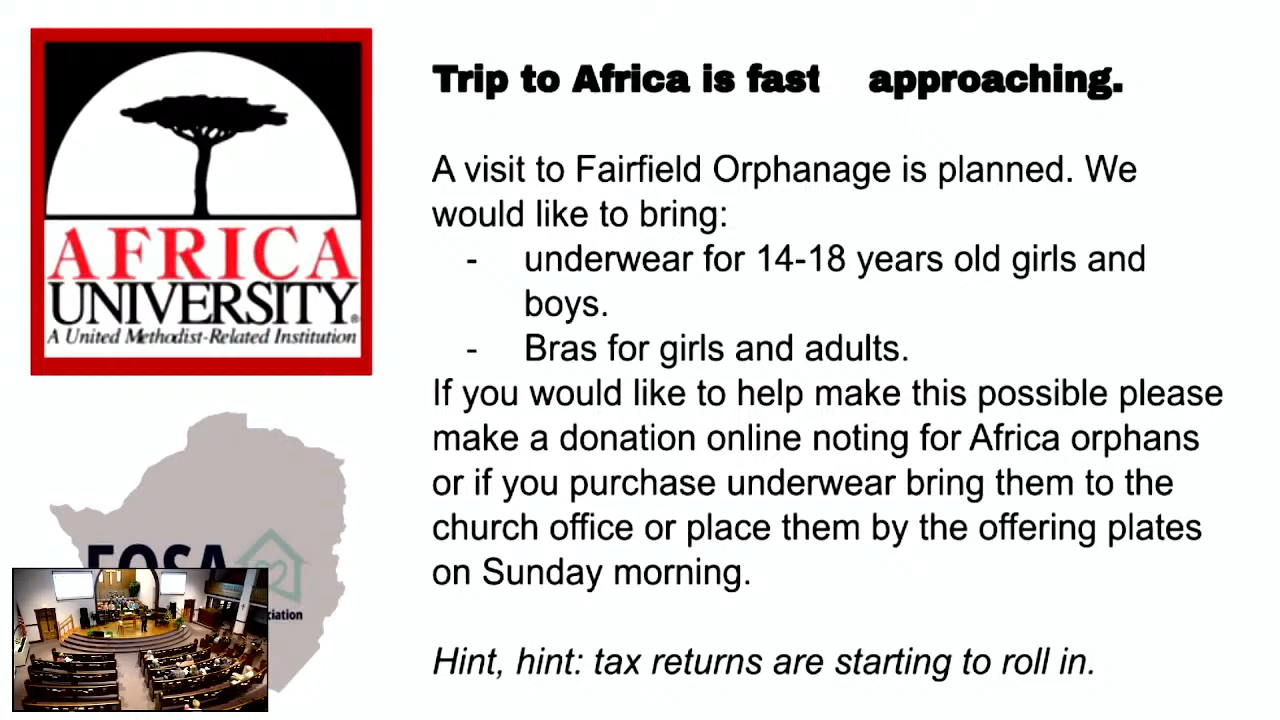 AFRICA
UNIVERSITY®
A United Methodist-Related Institution
FOSA
Trip to Africa is fast approaching.
A visit to Fairfield Orphanage is planned. We
would like to bring:
- underwear for 14-18 years old girls and
boys.
- Bras for girls and adults.
If you would like to help make this possible please
make a donation online noting for Africa orphans
or if you purchase underwear bring them to the
church office or place them by the offering plates
on Sunday morning.
Hint, hint: tax returns are starting to roll in.